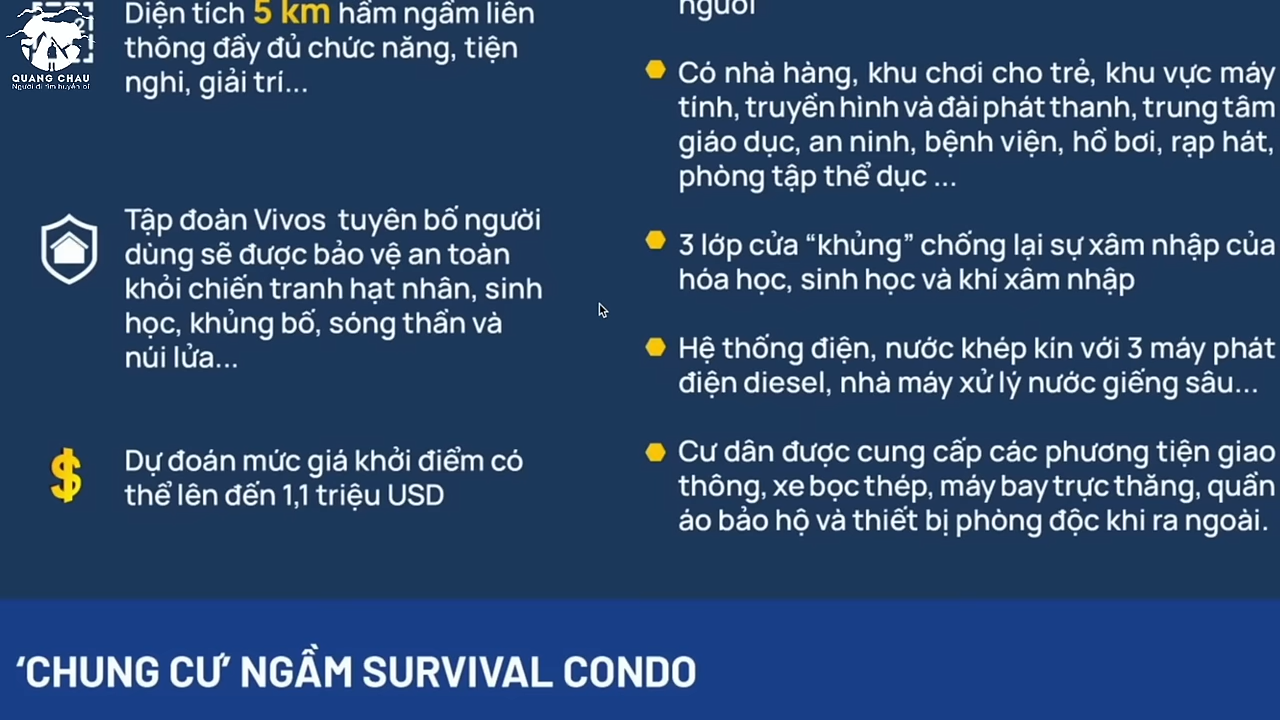 QUANG CHAU
Người đi tìm huyền bí
Diện tích 5 km hầm ngầm liên
thông đầy đủ chức năng, tiện
nghi, giải trí...
Tập đoàn Vivos tuyên bố người
dùng sẽ được bảo vệ an toàn
khỏi chiến tranh hạt nhân, sinh
học, khủng bố, sóng thần và
núi lửa...
Dự đoán mức giá khởi điểm có
thể lên đến 1,1 triệu USD
người
Có nhà hàng, khu chơi cho trẻ, khu vực máy
tính, truyền hình và đài phát thanh, trung tâm
giáo dục, an ninh, bệnh viện, hồ bơi, rạp hát,
phòng tập thể dục ...
3 lớp cửa “khủng” chống lại sự xâm nhập của
hóa học, sinh học và khí xâm nhập
Hệ thống điện, nước khép kín với 3 máy phát
điện diesel, nhà máy xử lý nước giếng sâu...
Cư dân được cung cấp các phương tiện giao
thông, xe bọc thép, máy bay trực thăng, quần
áo bảo hộ và thiết bị phòng độc khi ra ngoài.
‘CHUNG CƯ’ NGẦM SURVIVAL CONDO